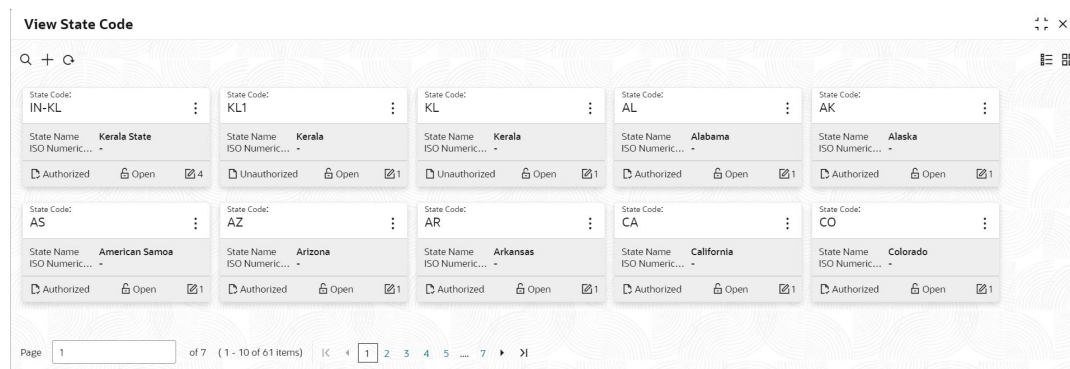 View State Code
State Code:
IN-KL
State Name Kerala State
ISO Numeric... -
Authorized Open 4
State Code:
KL1
State Name Kerala
ISO Numeric... -
Unauthorized Open 1
State Code:
KL
State Name Kerala
ISO Numeric... -
Unauthorized Open 1
State Code:
AL
State Name Alabama
ISO Numeric... -
Authorized Open 1
State Code:
AK
State Name Alaska
ISO Numeric... -
Authorized Open 1
State Code:
AS
State Name American Samoa
ISO Numeric... -
Authorized Open 1
State Code:
AZ
State Name Arizona
ISO Numeric... -
Authorized Open 1
State Code:
AR
State Name Arkansas
ISO Numeric... -
Authorized Open 1
State Code:
CA
State Name California
ISO Numeric... -
Authorized Open 1
State Code:
CO
State Name Colorado
ISO Numeric... -
Authorized Open 1
Page 1 of 7 ( 1 - 10 of 61 items) 1 2 3 4 5 .... 7